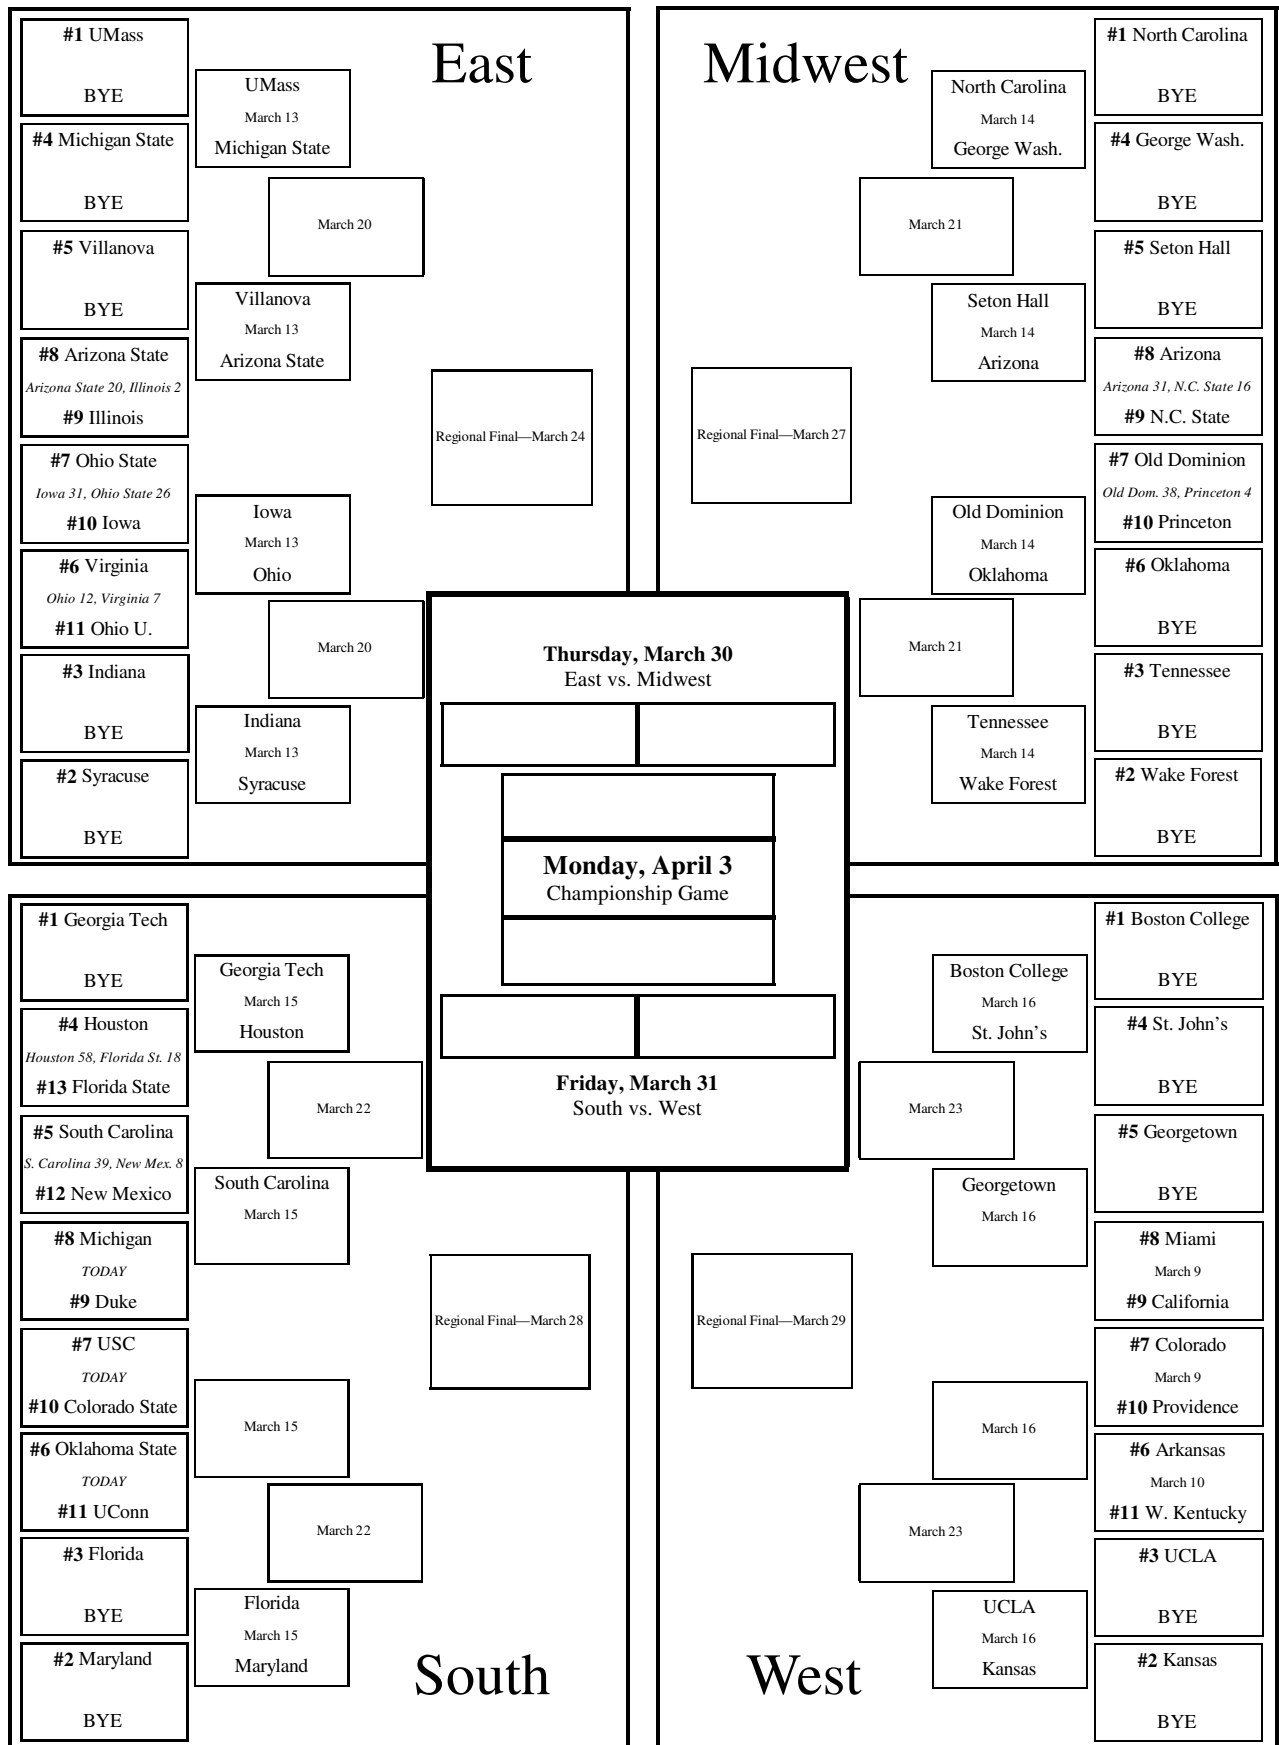 East
#1 UMass
BYE
#4 Michigan State
BYE
#5 Villanova
BYE
#8 Arizona State
Arizona State 20, Illinois 2
#9 Illinois
#7 Ohio State
Iowa 31, Ohio State 26
#10 Iowa
#6 Virginia
Ohio 12, Virginia 7
#11 Ohio U.
#3 Indiana
BYE
#2 Syracuse
BYE
UMass
March 13
Michigan State
Villanova
March 13
Arizona State
Iowa
March 13
Ohio
Indiana
March 13
Syracuse
March 20
March 20
Regional Final—March 24
Midwest
#1 North Carolina
BYE
#4 George Wash.
BYE
#5 Seton Hall
BYE
#8 Arizona
Arizona 31, N.C. State 16
#9 N.C. State
#7 Old Dominion
Old Dom. 38, Princeton 4
#10 Princeton
#6 Oklahoma
BYE
#3 Tennessee
BYE
#2 Wake Forest
BYE
North Carolina
March 14
George Wash.
Seton Hall
March 14
Arizona
Old Dominion
March 14
Oklahoma
Tennessee
March 14
Wake Forest
March 21
March 21
Regional Final—March 27
Thursday, March 30
East vs. Midwest
Monday, April 3
Championship Game
Friday, March 31
South vs. West
#1 Georgia Tech
BYE
#4 Houston
Houston 58, Florida St. 18
#13 Florida State
#5 South Carolina
S. Carolina 39, New Mex. 8
#12 New Mexico
#8 Michigan
TODAY
#9 Duke
#7 USC
TODAY
#10 Colorado State
#6 Oklahoma State
TODAY
#11 UConn
#3 Florida
BYE
#2 Maryland
BYE
Georgia Tech
March 15
Houston
South Carolina
March 15
March 15
Florida
March 15
Maryland
March 22
March 22
Regional Final—March 28
South
#1 Boston College
BYE
#4 St. John's
BYE
#5 Georgetown
BYE
#8 Miami
March 9
#9 California
#7 Colorado
March 9
#10 Providence
#6 Arkansas
March 10
#11 W. Kentucky
#3 UCLA
BYE
#2 Kansas
BYE
Boston College
March 16
St. John's
Georgetown
March 16
March 16
UCLA
March 16
Kansas
March 23
March 23
Regional Final—March 29
West